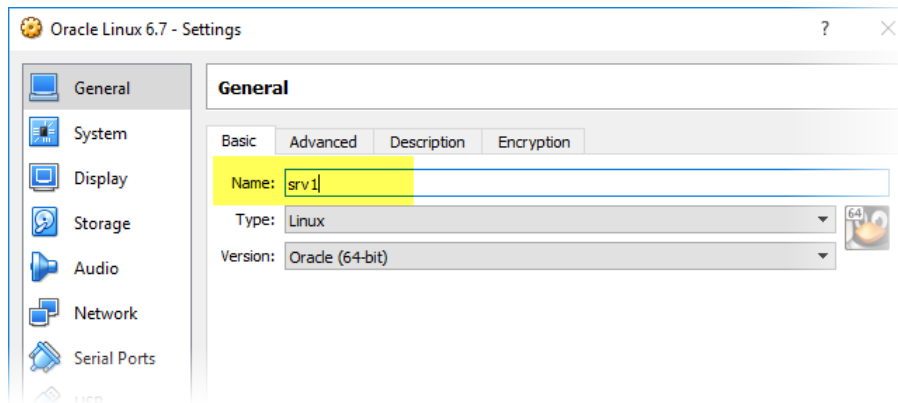 Oracle Linux 6.7 - Settings
?
General
System
Display
Storage
Audio
Network
Serial Ports
USB
General
Basic Advanced Description Encryption
Name: srv1
Type: Linux
64
Version: Oracle (64-bit)